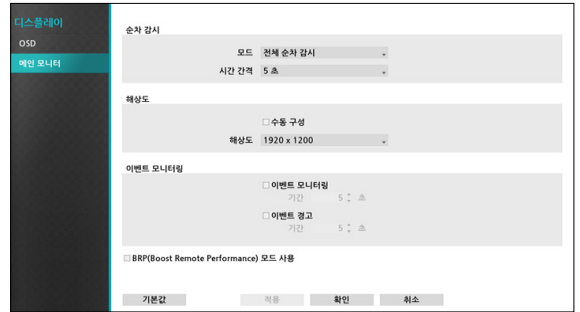 디스플레이
OSD
메인 모니터
순차 감시
모드 전체 순차 감시
시간 간격 5 초
해상도
수동 구성
해상도 1920 x 1200
이벤트 모니터링
이벤트 모니터링
기간 5 초
이벤트 경고
기간 5 초
BRP(Boost Remote Performance) 모드 사용
기본값 적용 확인 취소